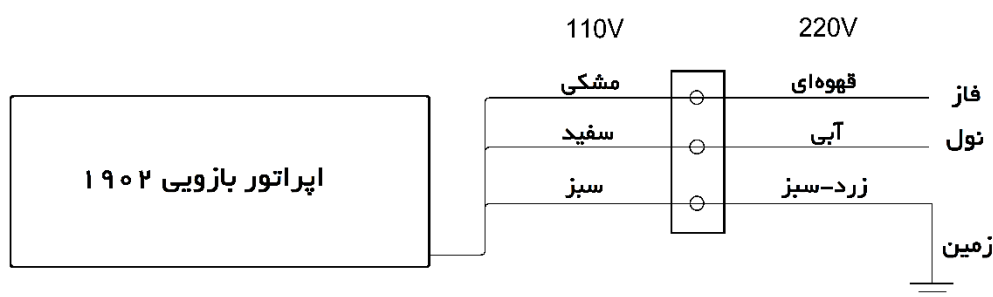 110V
220V
مشکی
قهوه‌ای
فاز
سفید
آبی
نول
اپراتور بازویی ۱۹۰۲
سبز
زرد-سبز
زمین